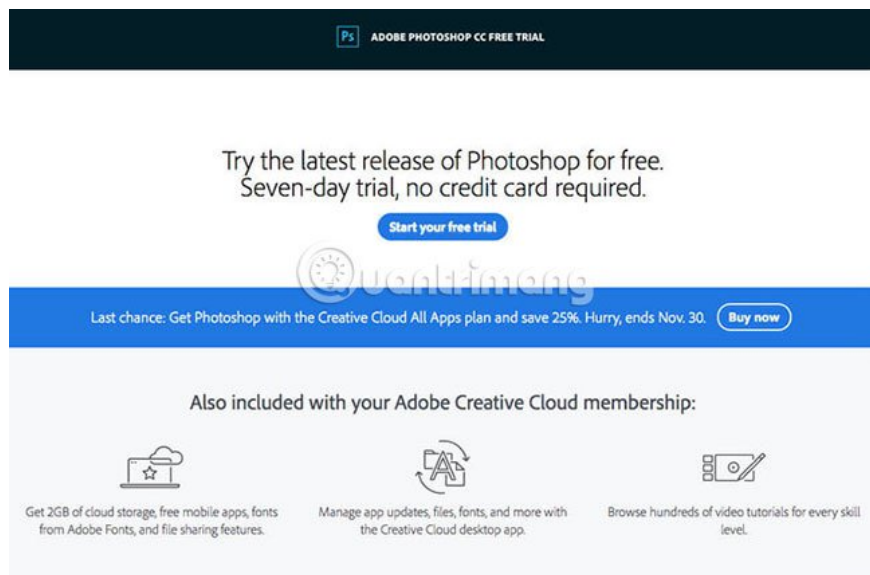 Ps ADOBE PHOTOSHOP CC FREE TRIAL
Try the latest release of Photoshop for free.
Seven-day trial, no credit card required.
Start your free trial
Quantrimang
Last chance: Get Photoshop with the Creative Cloud All Apps plan and save 25%. Hurry, ends Nov. 30. Buy now
Also included with your Adobe Creative Cloud membership:
Get 2GB of cloud storage, free mobile apps, fonts
from Adobe Fonts, and file sharing features.
Manage app updates, files, fonts, and more with
the Creative Cloud desktop app.
Browse hundreds of video tutorials for every skill
level.